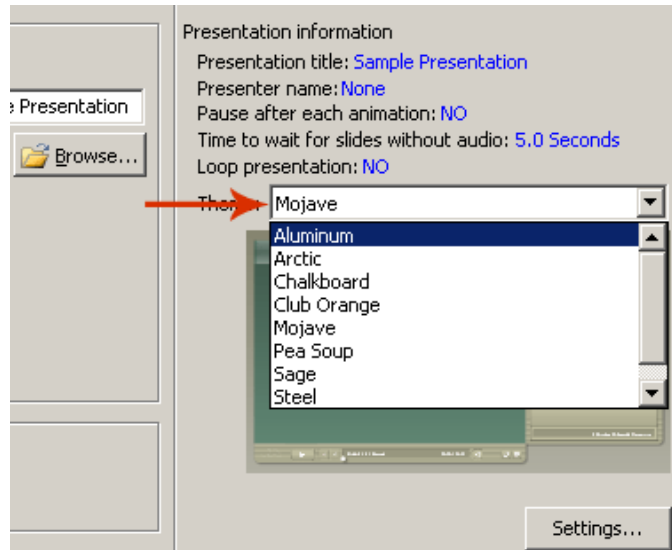 Presentation information
Presentation title: Sample Presentation
Presenter name: None
Pause after each animation: NO
Presentation
Time to wait for slides without audio: 5.0 Seconds
Browse...
Loop presentation: NO
Mojave
Aluminum
Arctic
Chalkboard
Club Orange
Mojave
Pea Soup
Sage
Steel
Settings...